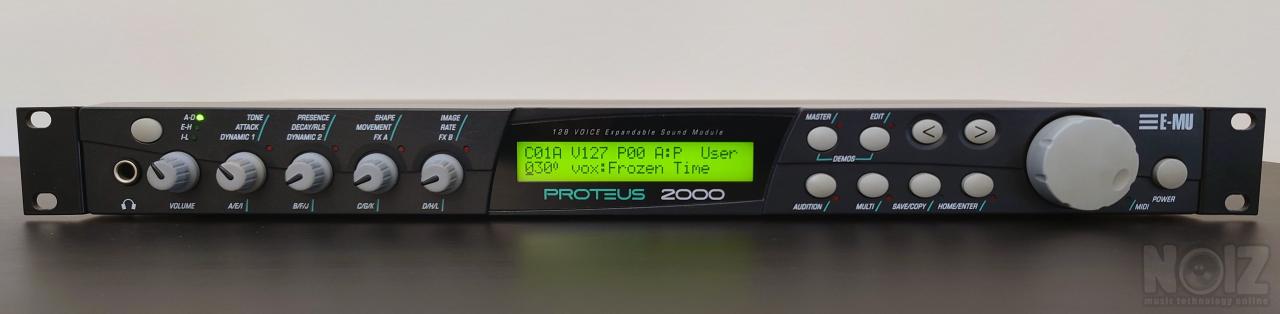 A-D
E-H
I-L
TONE
ATTACK
DYNAMIC 1
PRESENCE
DECAY/RLS
DYNAMIC 2
SHAPE
MOVEMENT
FX A
IMAGE
RATE
FX B
VOLUME
A/E/I
B/F/J
C/G/K
D/H/L
128 VOICE Expandable Sound Module
C01A V127 P00 A:P User
030⁰ vox:Frozen Time
PROTEUS 2000
MASTER
EDIT
DEMOS
< >
AUDITION
MULTI
SAVE/COPY
HOME/ENTER
E-MU
POWER
MIDI
NOIZ
music technology online